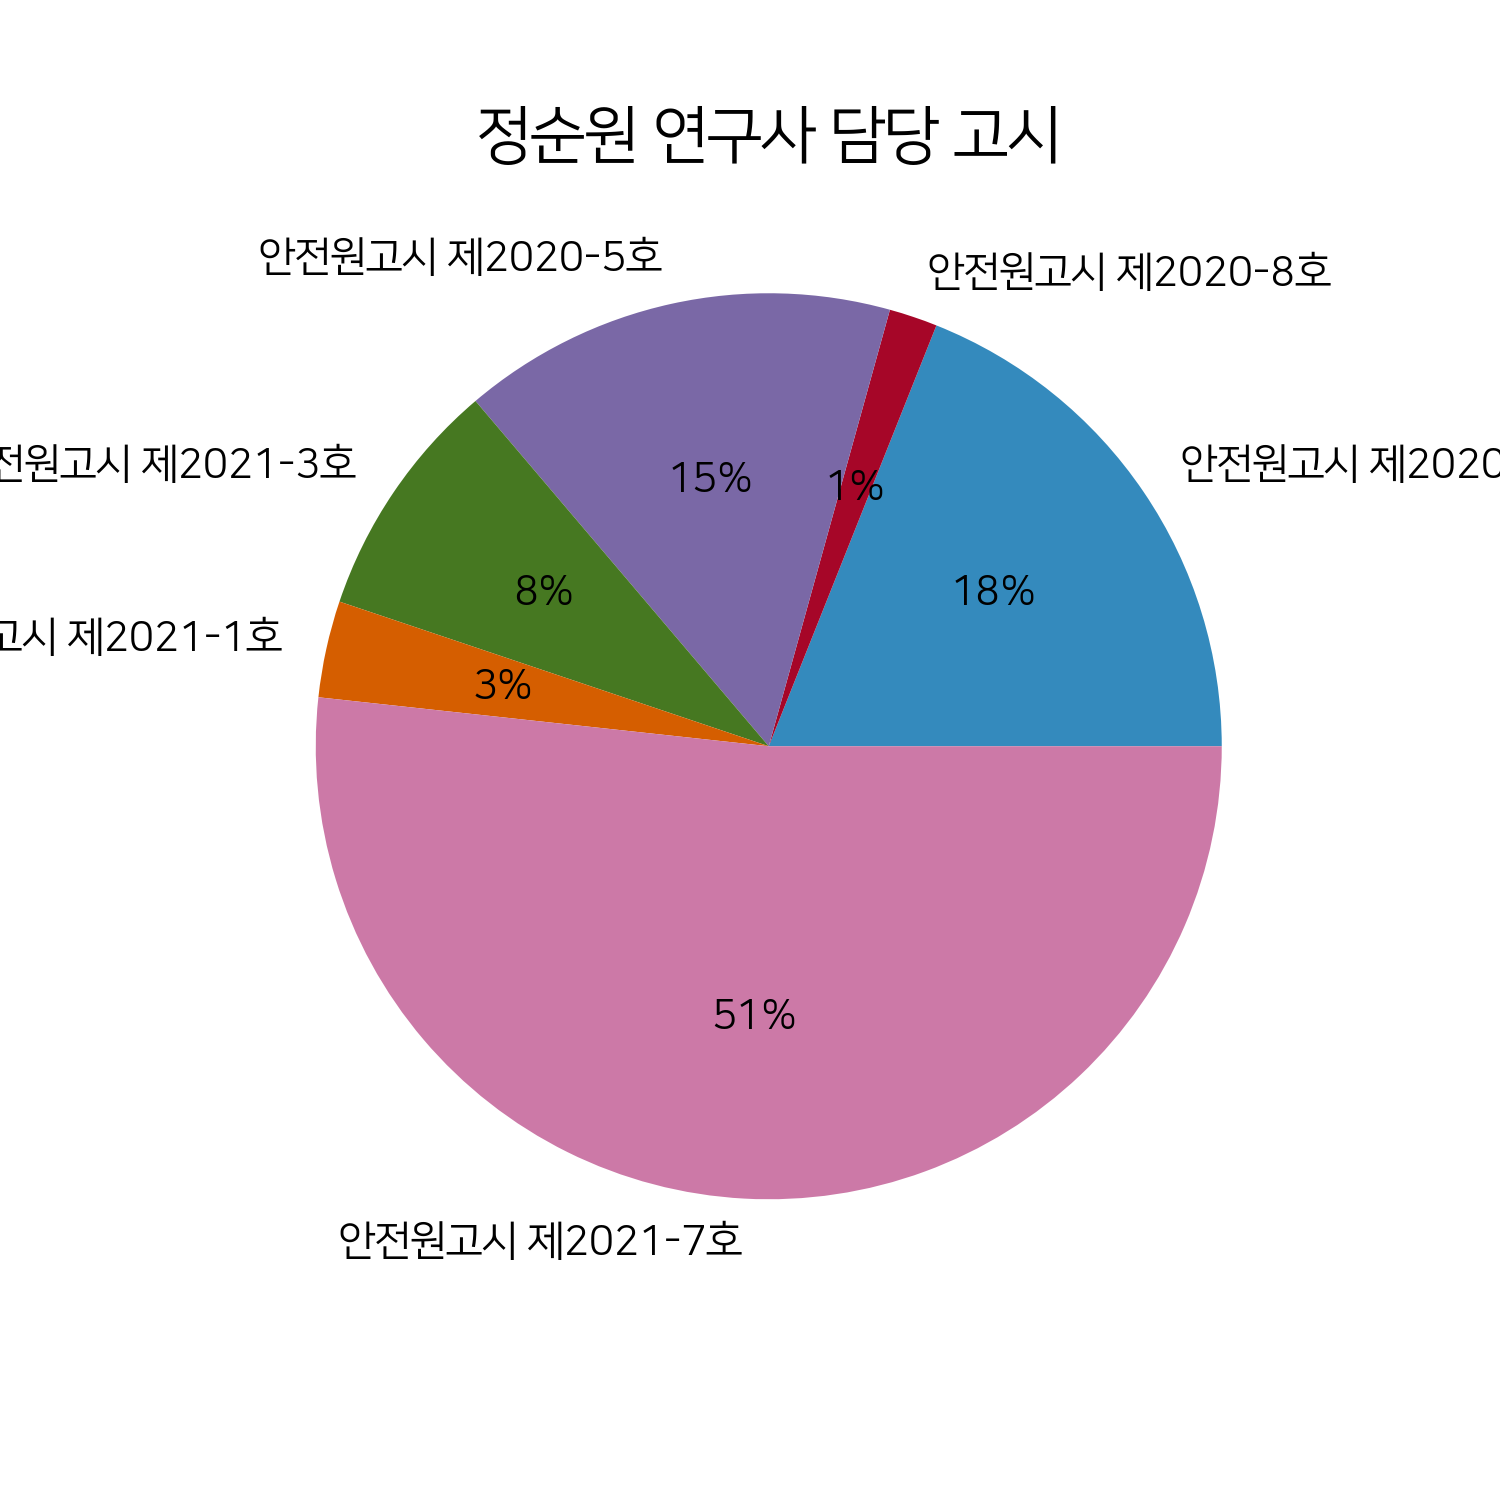 정순원 연구사 담당 고시
안전원고시 제2020-5호
안전원고시 제2020-8호
전원고시 제2021-3호
안전원고시 제2020
15%
1%
8%
18%
고시 제2021-1호
3%
51%
안전원고시 제2021-7호